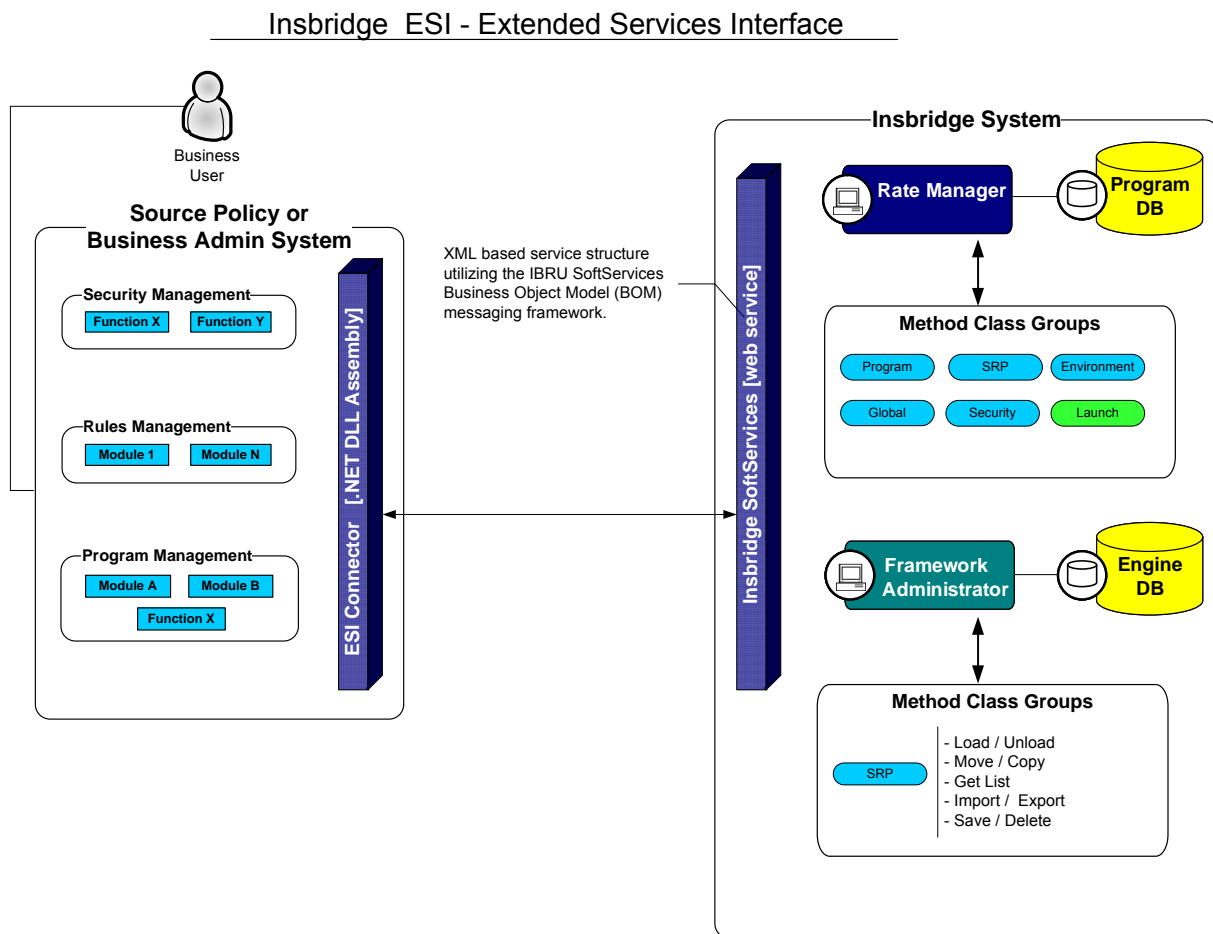 Insbridge  ESI - Extended Services Interface
Business
User
Source Policy or
Business Admin System
Security Management
Function X
Function Y
Rules Management
Module 1
Module N
Program Management
Module A
Module B
Function X
ESI Connector   [.NET DLL Assembly]
XML based service structure
utilizing the IBRU SoftServices
Business Object Model (BOM)
messaging framework.
Insbridge System
Insbridge SoftServices [web service]
Rate Manager
Program
DB
Method Class Groups
Program
SRP
Environment
Global
Security
Launch
Framework
Administrator
Engine
DB
Method Class Groups
SRP
- Load / Unload
- Move / Copy
- Get List
- Import /  Export
- Save / Delete